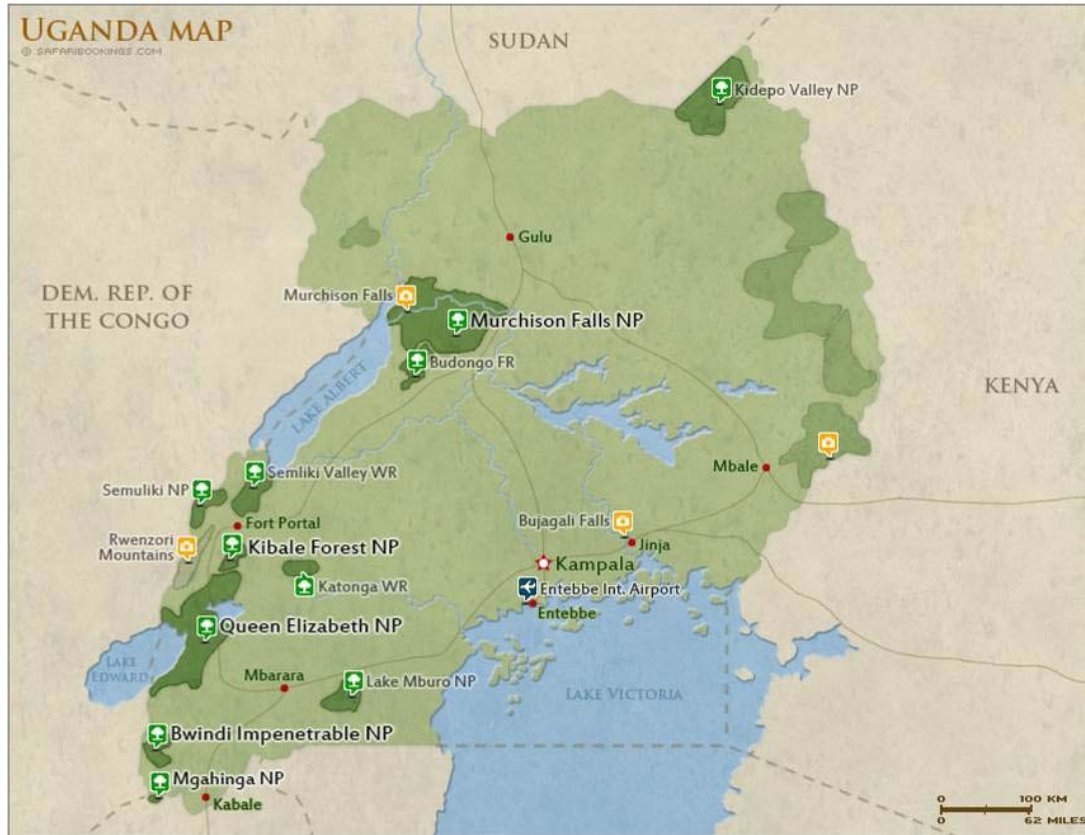 UGANDA MAP
© SAFARIBOOKINGS.COM
SUDAN
Kidepo Valley NP
Gulu
DEM. REP. OF
THE CONGO
Murchison Falls
Murchison Falls NP
Budongo FR
KENYA
LAKE ALBERT
Mbale
Semliki Valley WR
Semuliki NP
Fort Portal
Bujagali Falls
Rwenzori
Mountains
Kibale Forest NP
Jinja
Kampala
Katonga WR
Entebbe Int. Airport
Entebbe
Queen Elizabeth NP
LAKE
EDWARD
Mbarara
Lake Mburo NP
LAKE VICTORIA
Bwindi Impenetrable NP
Mgahinga NP
Kabale
0 100 KM
0 62 MILES